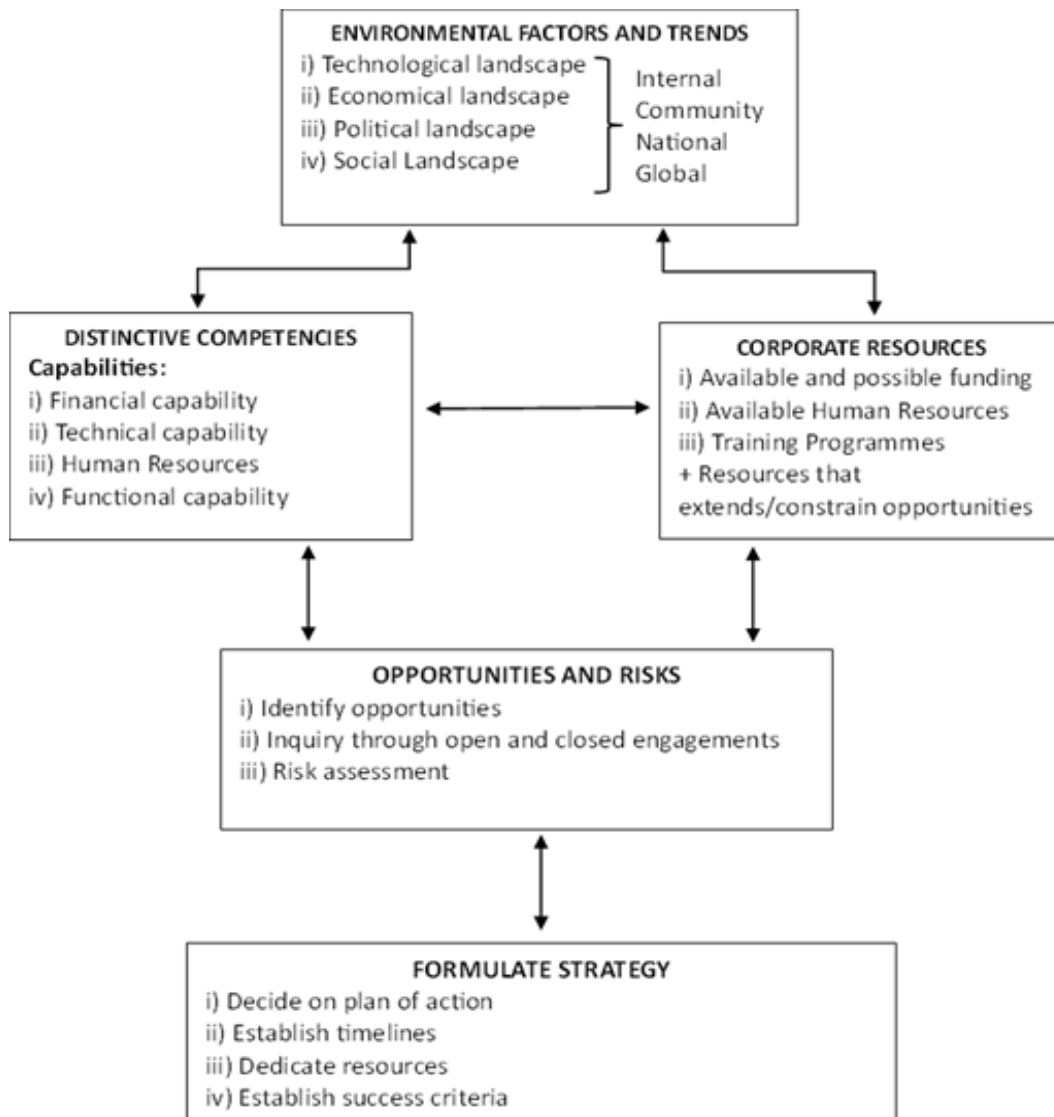 ENVIRONMENTAL FACTORS AND TRENDS
i) Technological landscape
ii) Economical landscape
iii) Political landscape
iv) Social Landscape
Internal
Community
National
Global
DISTINCTIVE COMPETENCIES
Capabilities:
i) Financial capability
ii) Technical capability
iii) Human Resources
iv) Functional capability
CORPORATE RESOURCES
i) Available and possible funding
ii) Available Human Resources
iii) Training Programmes
+ Resources that
extends/constrain opportunities
OPPORTUNITIES AND RISKS
i) Identify opportunities
ii) Inquiry through open and closed engagements
iii) Risk assessment
FORMULATE STRATEGY
i) Decide on plan of action
ii) Establish timelines
iii) Dedicate resources
iv) Establish success criteria